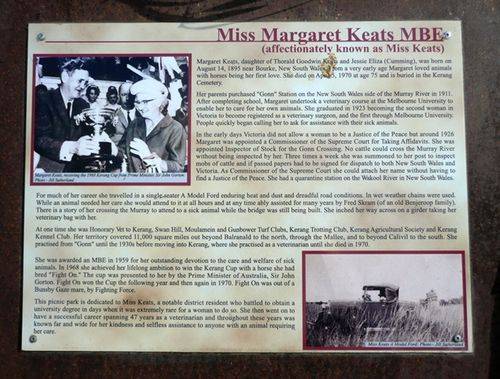 Miss Margaret Keats MBE
(affectionately known as Miss Keats)
Margaret Keats, daughter of Thorald Goodwin Keats and Jessie Eliza (Cumming), was born on
August 14, 1895 near Bourke, New South Wales. From a very early age Margaret loved animals
with horses being her first love. She died on 1970 at age 75 and is buried in the Kerang
Cemetery.
Her parents purchased "Gonn" Station on the New South Wales side of the Murray River in 1911.
After completing school, Margaret undertook a veterinary course at the Melbourne University to
enable her to care for her own animals. She graduated in 1923 becoming the second woman in
Victoria to become registered as a veterinary surgeon, and the first through Melbourne University.
People quickly began calling her to ask for assistance with their sick animals.
In the early days Victoria did not allow a woman to be a Justice of the Peace but around 1926
Margaret was appointed a Commissioner of the Supreme Court for Taking Affidavits. She was
appointed Inspector of Stock for the Gonn Crossing. No cattle could cross the Murray River
without being inspected by her. Three times a week she was summoned to her post to inspect
mobs of cattle and if passed papers had to be signed for dispatch to both New South Wales and
Victoria. As Commissioner of the Supreme Court she could attach her name without having to
find a Justice of the Peace. She had a quarantine station on the Wakool River in New South Wales.
Margaret Keats, receiving the 1968 Kerang Cup from Prime Minister Sir John Gorton
Photo - Jill Sutherland
For much of her career she travelled in a single-seater A Model Ford enduring heat and dust and dreadful road conditions. In wet weather chains were used.
While an animal needed her care she would attend to it at all hours and at any time ably assisted for many years by Fred Skram (of an old Benjeroop family).
There is a story of her crossing the Murray to attend to a sick animal while the bridge was still being built. She inched her way across on a girder taking her
veterinary bag with her.
At one time she was Honorary Vet to Kerang, Swan Hill, Moulamein and Gunbower Turf Clubs, Kerang Trotting Club, Kerang Agricultural Society and Kerang
Kennel Club. Her territory covered 11,000 square miles out beyond Balranald to the north, through the Mallee, and to beyond Calivil to the south. She
practised from "Gonn" until the 1930s before moving into Kerang, where she practised as a veterinarian until she died in 1970.
She was awarded an MBE in 1959 for her outstanding devotion to the care and welfare of sick
animals. In 1968 she achieved her lifelong ambition to win the Kerang Cup with a horse she had
bred "Fight On." The cup was presented to her by the Prime Minister of Australia, Sir John
Gorton. Fight On won the Cup the following year and then again in 1970. Fight On was out of a
Bunsby Gaze mare, by Fighting Force.
This picnic park is dedicated to Miss Keats, a notable district resident who battled to obtain a
university degree in days when it was extremely rare for a woman to do so. She then went on to
have a successful career spanning 47 years as a veterinarian and throughout these years was
known far and wide for her kindness and selfless assistance to anyone with an animal requiring
her care.
Miss Keats A Model Ford: Photo - Jill Sutherland